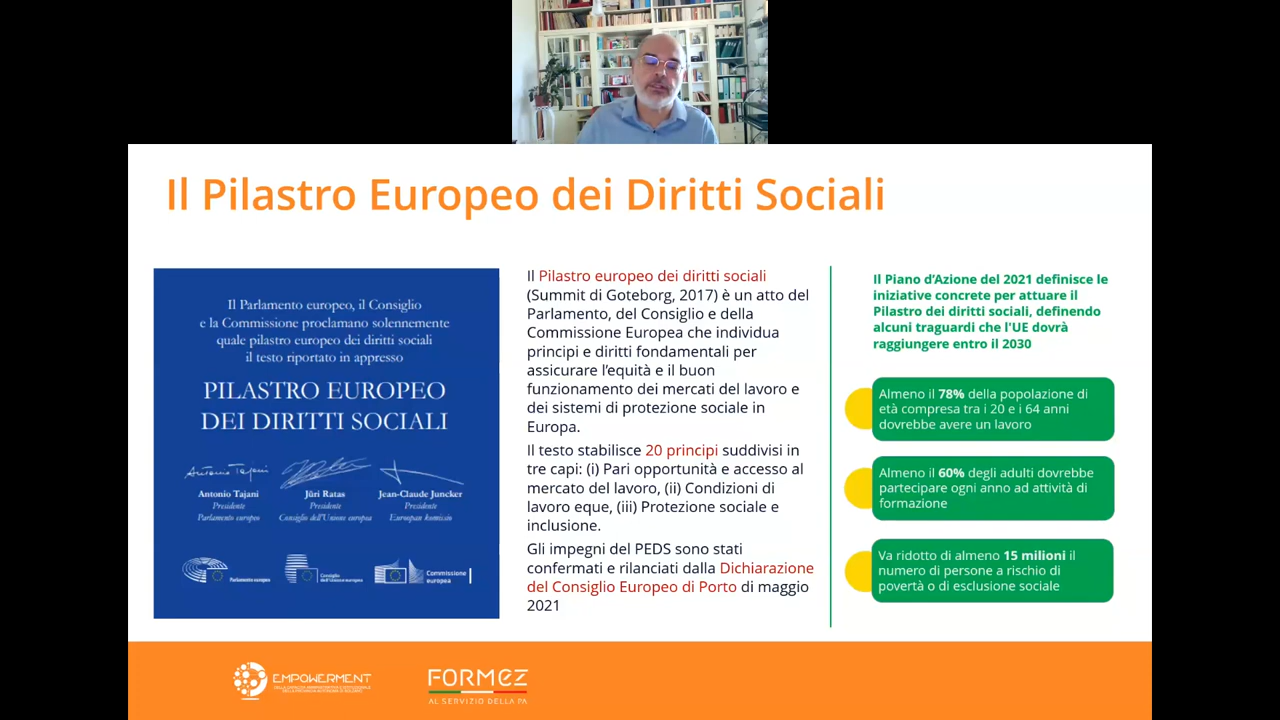 Il Pilastro Europeo dei Diritti Sociali
Il Parlamento europeo, il Consiglio
e la Commissione proclamano solennemente
quale pilastro europeo dei diritti sociali
il testo riportato in appresso
PILASTRO EUROPEO
DEI DIRITTI SOCIALI
Antonio Tajani
Presidente
Parlamento europeo
Jüri Ratas
Presidente
Consiglio dell'Unione europea
Jean-Claude Juncker
Presidente
European komissio
Parlamento europeo
Consiglio
dell'Unione europea
Commissione
europea
Il Pilastro europeo dei diritti sociali
(Summit di Goteborg, 2017) è un atto del
Parlamento, del Consiglio e della
Commissione Europea che individua
principi e diritti fondamentali per
assicurare l'equità e il buon
funzionamento dei mercati del lavoro e
dei sistemi di protezione sociale in
Europa.
Il testo stabilisce 20 principi suddivisi in
tre capi: (i) Pari opportunità e accesso al
mercato del lavoro, (ii) Condizioni di
lavoro eque, (iii) Protezione sociale e
inclusione.
Gli impegni del PEDS sono stati
confermati e rilanciati dalla Dichiarazione
del Consiglio Europeo di Porto di maggio
2021
Il Piano d'Azione del 2021 definisce le
iniziative concrete per attuare il
Pilastro dei diritti sociali, definendo
alcuni traguardi che l'UE dovrà
raggiungere entro il 2030
Almeno il 78% della popolazione di
età compresa tra i 20 e i 64 anni
dovrebbe avere un lavoro
Almeno il 60% degli adulti dovrebbe
partecipare ogni anno ad attività di
formazione
Va ridotto di almeno 15 milioni il
numero di persone a rischio di
povertà o di esclusione sociale
EMPOWERMENT
FORMEZ
AL SERVIZIO DELLA PA